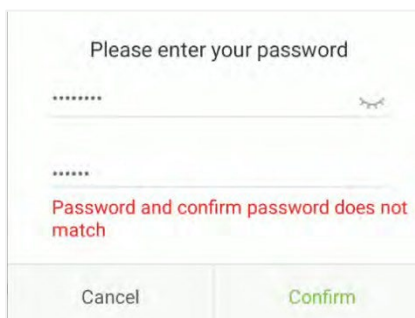 Please enter your password
••••••••
••••••
Password and confirm password does not
match
Cancel
Confirm